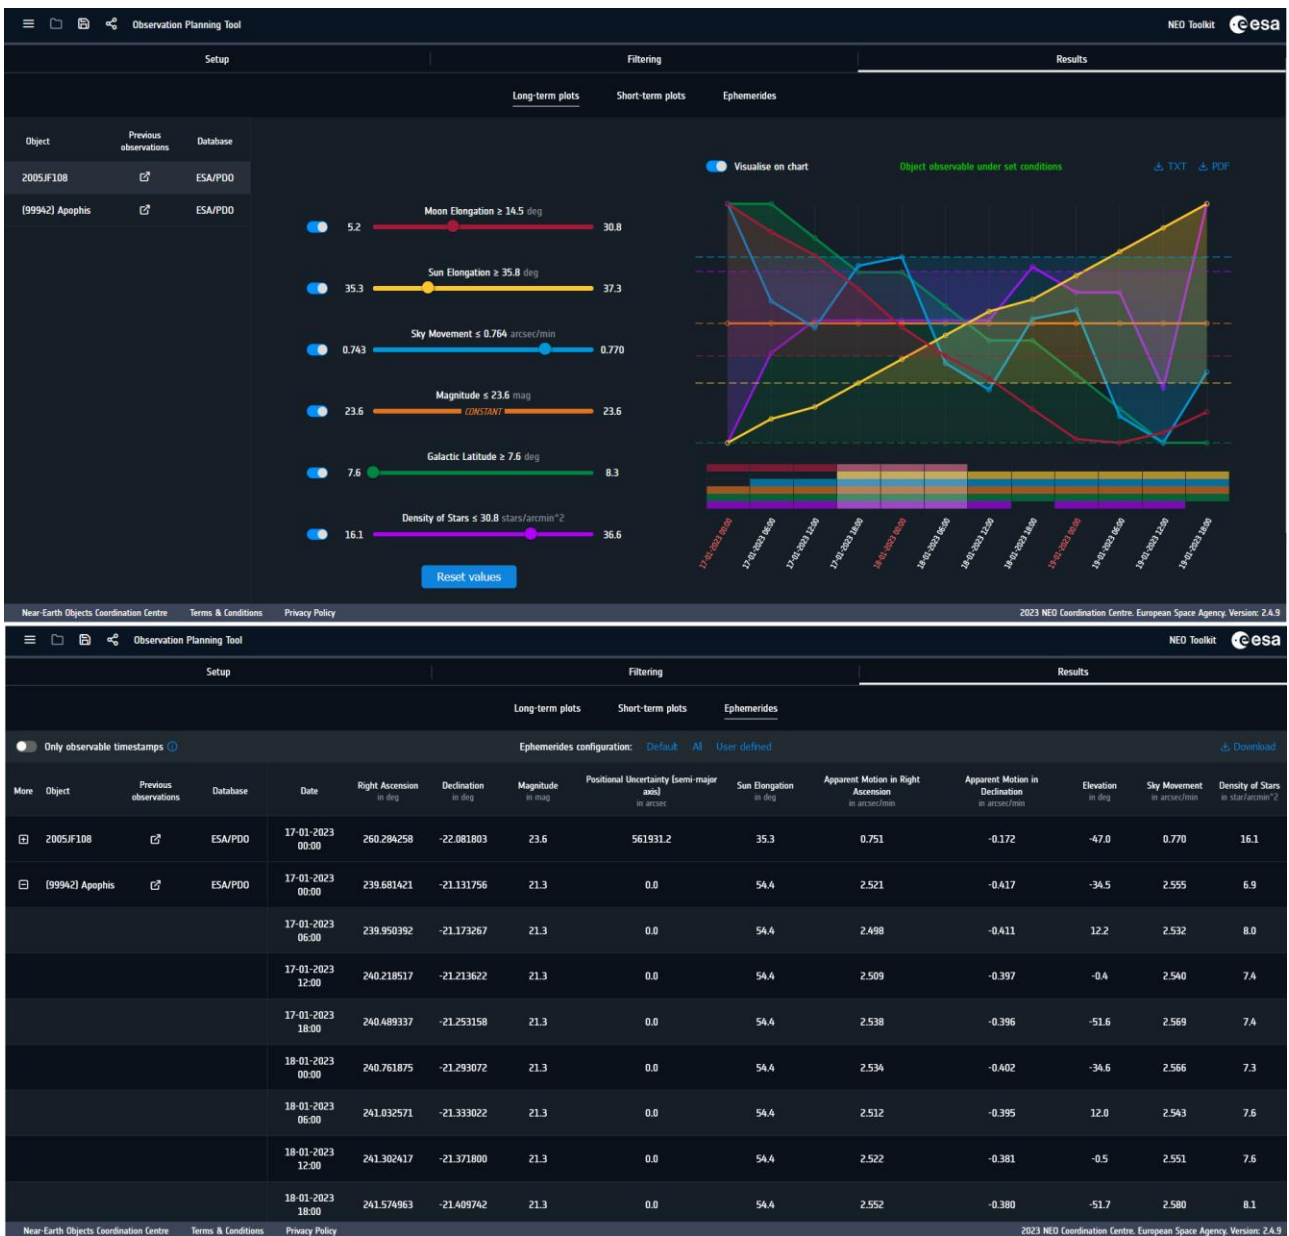 Observation Planning Tool
NEO Toolkit
esa
Setup Filtering Results
Long-term plots Short-term plots Ephemerides
Object Previous observations Database
2005JF108 ESA/PDO
(99942) Apophis ESA/PDO
Visualise on chart
Object observable under set conditions
TXT PDF
Moon Elongation ≥ 14.5 deg
5.2 30.8
Sun Elongation ≥ 35.8 deg
35.3 37.3
Sky Movement ≤ 0.764 arcsec/min
0.743 0.770
Magnitude ≤ 23.6 mag
23.6 CONSTANT 23.6
Galactic Latitude ≥ 7.6 deg
7.6 8.3
Density of Stars ≤ 30.8 stars/arcmin^2
16.1 36.6
Reset values
17-01-2023 00:00
17-01-2023 06:00
17-01-2023 12:00
17-01-2023 18:00
18-01-2023 00:00
18-01-2023 06:00
18-01-2023 12:00
18-01-2023 18:00
19-01-2023 00:00
19-01-2023 06:00
19-01-2023 12:00
19-01-2023 18:00
Near-Earth Objects Coordination Centre Terms & Conditions Privacy Policy 2023 NEO Coordination Centre. European Space Agency. Version: 2.4.9
Observation Planning Tool
NEO Toolkit
esa
Setup Filtering Results
Long-term plots Short-term plots Ephemerides
Only observable timestamps
Ephemerides configuration: Default All User defined
Download
More Object Previous observations Database Date Right Ascension in deg Declination in deg Magnitude in mag Positional Uncertainty (semi-major axis) in arcsec Sun Elongation in deg Apparent Motion in Right Ascension in arcsec/min Apparent Motion in Declination in arcsec/min Elevation in deg Sky Movement in arcsec/min Density of Stars in star/arcmin^2
2005JF108 ESA/PDO 17-01-2023 00:00 260.284258 -22.081803 23.6 561931.2 35.3 0.751 -0.172 -47.0 0.770 16.1
(99942) Apophis ESA/PDO 17-01-2023 00:00 239.681421 -21.131756 21.3 0.0 54.4 2.521 -0.417 -34.5 2.555 6.9
17-01-2023 06:00 239.950392 -21.173267 21.3 0.0 54.4 2.498 -0.411 12.2 2.532 8.0
17-01-2023 12:00 240.218517 -21.213622 21.3 0.0 54.4 2.509 -0.397 -0.4 2.540 7.4
17-01-2023 18:00 240.489337 -21.253158 21.3 0.0 54.4 2.538 -0.396 -51.6 2.569 7.4
18-01-2023 00:00 240.761875 -21.293072 21.3 0.0 54.4 2.534 -0.402 -34.6 2.566 7.3
18-01-2023 06:00 241.032571 -21.333022 21.3 0.0 54.4 2.512 -0.395 12.0 2.543 7.6
18-01-2023 12:00 241.302417 -21.371800 21.3 0.0 54.4 2.522 -0.381 -0.5 2.551 7.6
18-01-2023 18:00 241.574963 -21.409742 21.3 0.0 54.4 2.552 -0.380 -51.7 2.580 8.1
Near-Earth Objects Coordination Centre Terms & Conditions Privacy Policy 2023 NEO Coordination Centre. European Space Agency. Version: 2.4.9